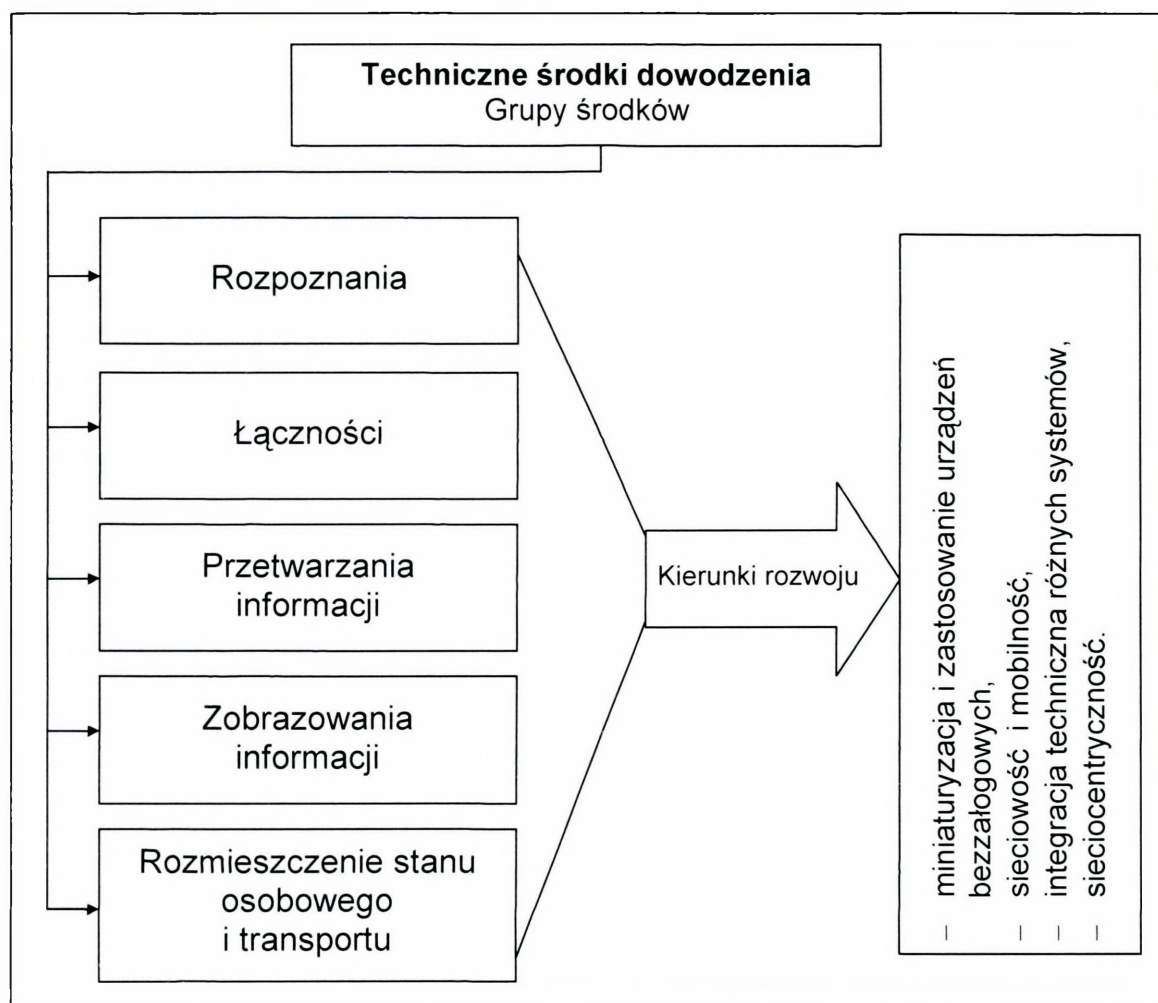 Techniczne środki dowodzenia
Grupy środków
Rozpoznania
Łączności
Przetwarzania
informacji
Zobrazowania
informacji
Rozmieszczenie stanu
osobowego
i transportu
Kierunki rozwoju
– miniaturyzacja i zastosowanie urządzeń
bezzałogowych,
– sieciowość i mobilność,
– integracja techniczna różnych systemów,
– sieciocentryczność.